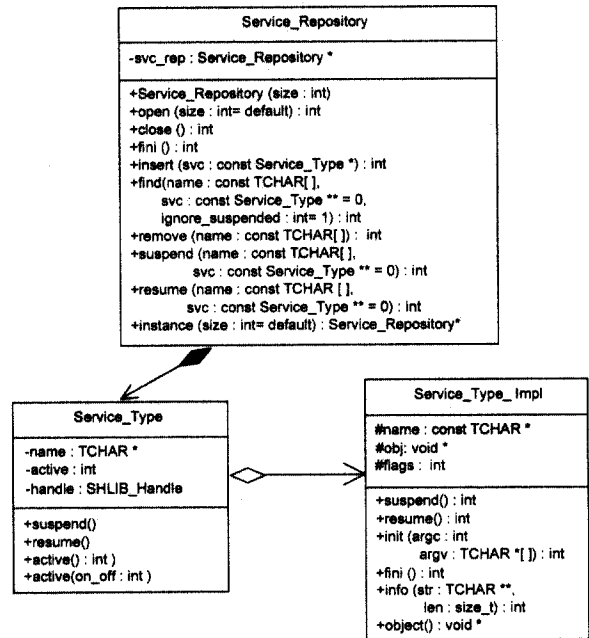 Service_Repository
-svc_rep : Service_Repository *
+Service_Repository (size : int)
+open (size : int= default) : int
+close () : int
+fini () : int
+insert (svc : const Service_Type *) : int
+find(name : const TCHAR[ ],
svc : const Service_Type ** = 0,
ignore_suspended : int= 1) : int
+remove (name : const TCHAR[ ]) : int
+suspend (name : const TCHAR[ ],
svc : const Service_Type ** = 0) : int
+resume (name : const TCHAR [ ],
svc : const Service_Type ** = 0) : int
+instance (size : int= default) : Service_Repository*
Service_Type
-name : TCHAR *
-active : int
-handle : SHLIB_Handle
+suspend()
+resume()
+active() : int )
+active(on_off : int )
Service_Type_ Impl
#name : const TCHAR *
#obj: void *
#flags : int
+suspend() : int
+resume() : int
+init (argc : int
argv : TCHAR *[ ]) : int
+fini () : int
+info (str : TCHAR **,
len : size_t) : int
+object() : void *